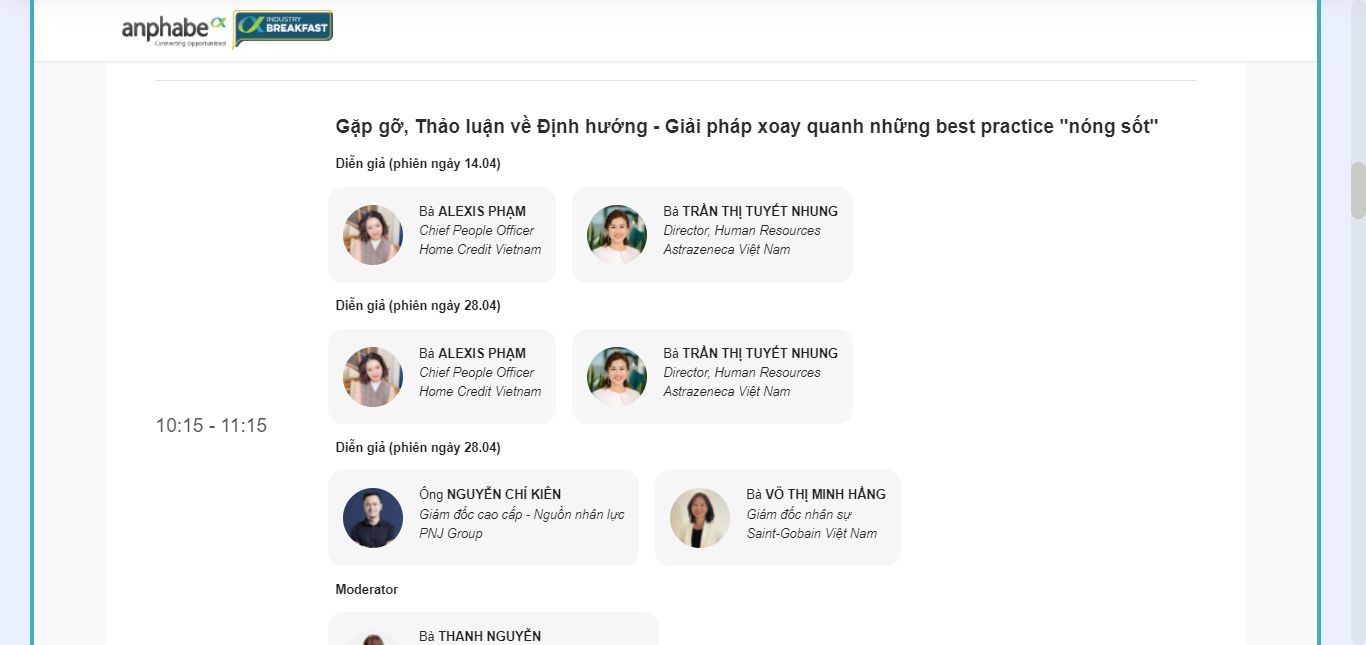 anphabe
Connecting Opportunities
INDUSTRY
BREAKFAST
Gặp gỡ, Thảo luận về Định hướng - Giải pháp xoay quanh những best practice "nóng sốt"
Diễn giả (phiên ngày 14.04)
Bà ALEXIS PHẠM
Chief People Officer
Home Credit Vietnam
Bà TRẦN THỊ TUYẾT NHUNG
Director, Human Resources
Astrazeneca Việt Nam
Diễn giả (phiên ngày 28.04)
Bà ALEXIS PHẠM
Chief People Officer
Home Credit Vietnam
Bà TRẦN THỊ TUYẾT NHUNG
Director, Human Resources
Astrazeneca Việt Nam
10:15 - 11:15
Diễn giả (phiên ngày 28.04)
Ông NGUYỄN CHÍ KIÊN
Giám đốc cao cấp - Nguồn nhân lực
PNJ Group
Bà VÕ THỊ MINH HẰNG
Giám đốc nhân sự
Saint-Gobain Việt Nam
Moderator
Bà THANH NGUYỄN